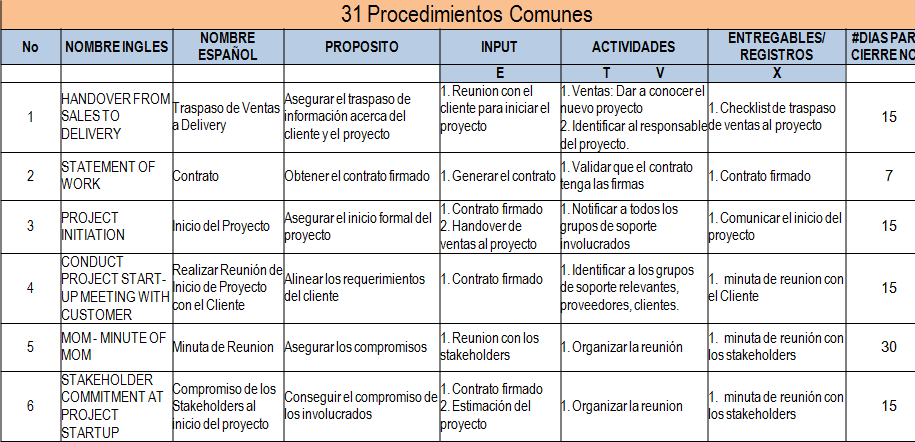 31 Procedimientos Comunes
No
NOMBRE INGLES
NOMBRE
ESPAÑOL
PROPOSITO
INPUT
ACTIVIDADES
ENTREGABLES/
REGISTROS
#DIAS PAR
CIERRE NO
E
T V
X
1
HANDOVER FROM
SALES TO
DELIVERY
Traspaso de Ventas
a Delivery
Asegurar el traspaso de
información acerca del
cliente y el proyecto
1. Reunion con el
cliente para iniciar el
proyecto
1. Ventas: Dar a conocer el
nuevo proyecto
2. Identificar al responsable
del proyecto.
1. Checklist de traspaso
de ventas al proyecto
15
2
STATEMENT OF
WORK
Contrato
Obtener el contrato firmado
1. Generar el contrato
1. Validar que el contrato
tenga las firmas
1. Contrato firmado
7
3
PROJECT
INITIATION
Inicio del Proyecto
Asegurar el inicio formal del
proyecto
1. Contrato firmado
2. Handover de
ventas al proyecto
1. Notificar a todos los
grupos de soporte
involucrados
1. Comunicar el inicio del
proyecto
15
4
CONDUCT
PROJECT START-
UP MEETING WITH
CUSTOMER
Realizar Reunión de
Inicio de Proyecto
con el Cliente
Alinear los requerimientos
del cliente
1. Contrato firmado
1. Identificar a los grupos
de soporte relevantes,
proveedores, clientes.
1. minuta de reunion con
el Cliente
15
5
MOM - MINUTE OF
MOM
Minuta de Reunion
Asegurar los compromisos
1. Reunion con los
stakeholders
1. Organizar la reunión
1. minuta de reunión con
los stakeholders
30
6
STAKEHOLDER
COMMITMENT AT
PROJECT
STARTUP
Compromiso de los
Stakeholders al
inicio del proyecto
Conseguir el compromiso de
los involucrados
1. Contrato firmado
2. Estimación del
proyecto
1. Organizar la reunion
1. minuta de reunión con
los stakeholders
15